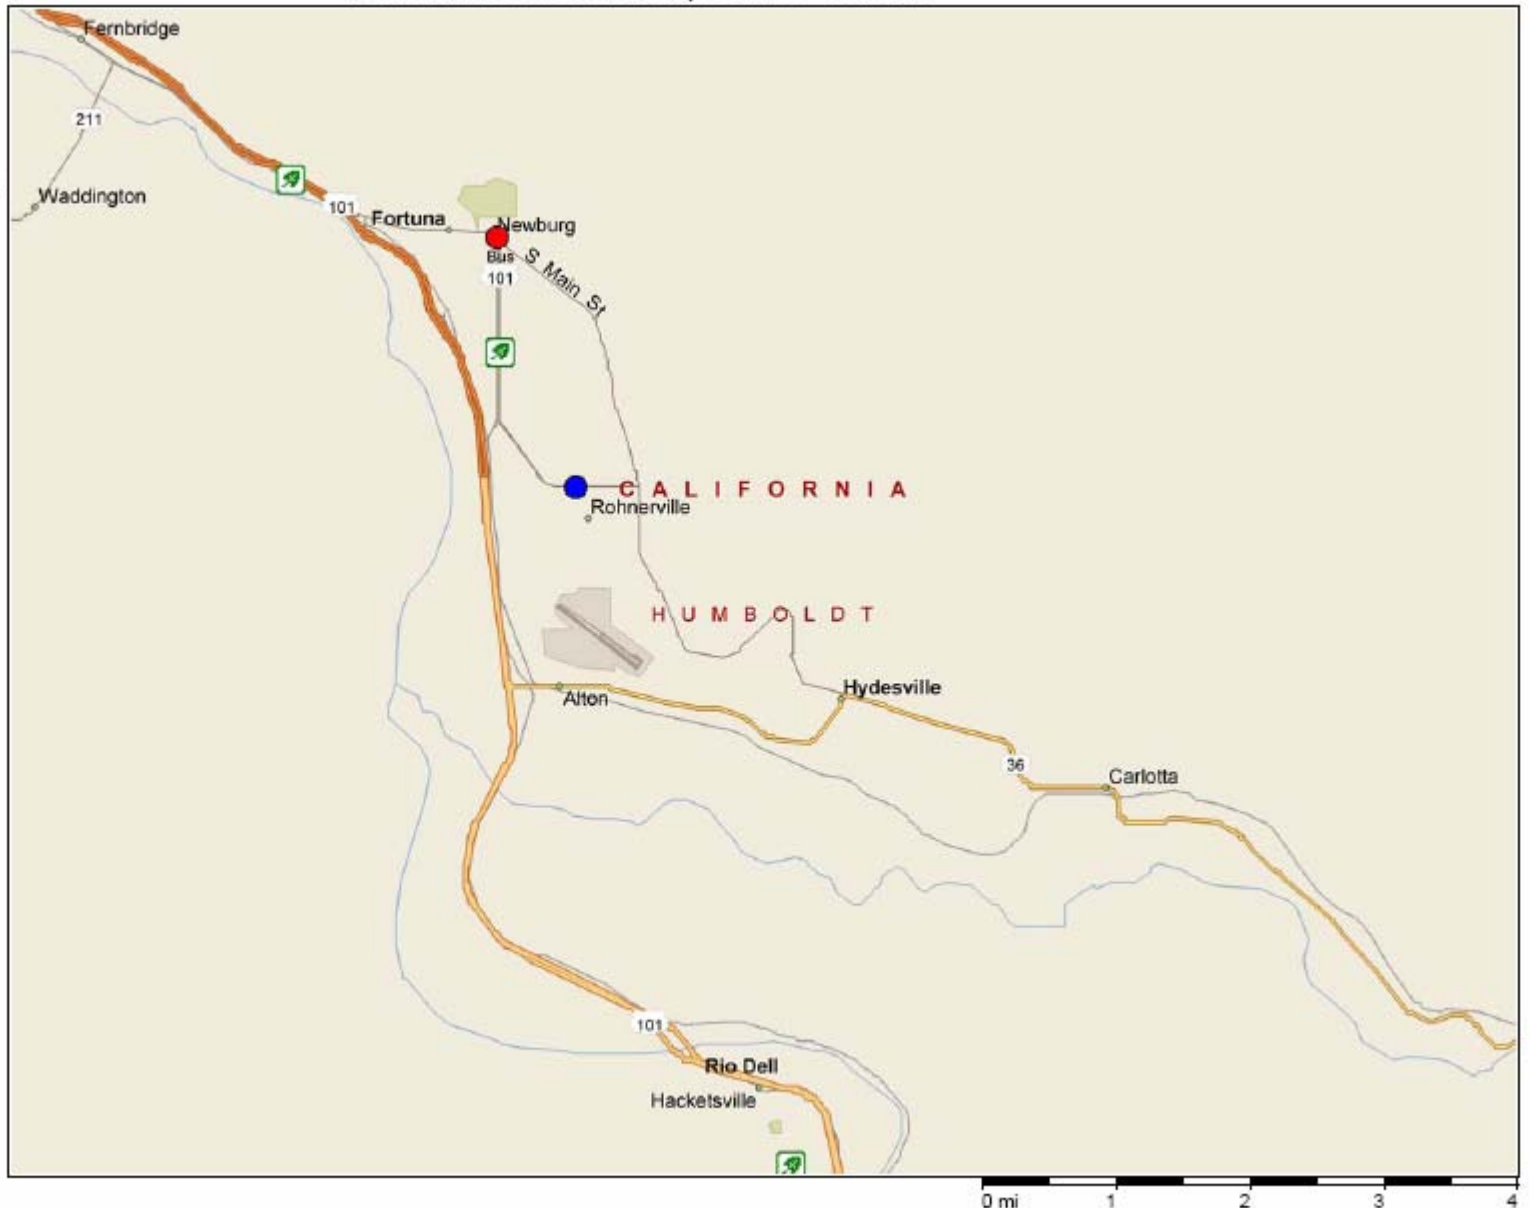 Fernbridge
211
Waddington
101
Fortuna
Newburg
Bus
101
S Main St
CALIFORNIA
Rohnerville
HUMBOLDT
Hydesville
Alton
36
Carlotta
101
Rio Dell
Hacketsville
0 mi 1 2 3 4